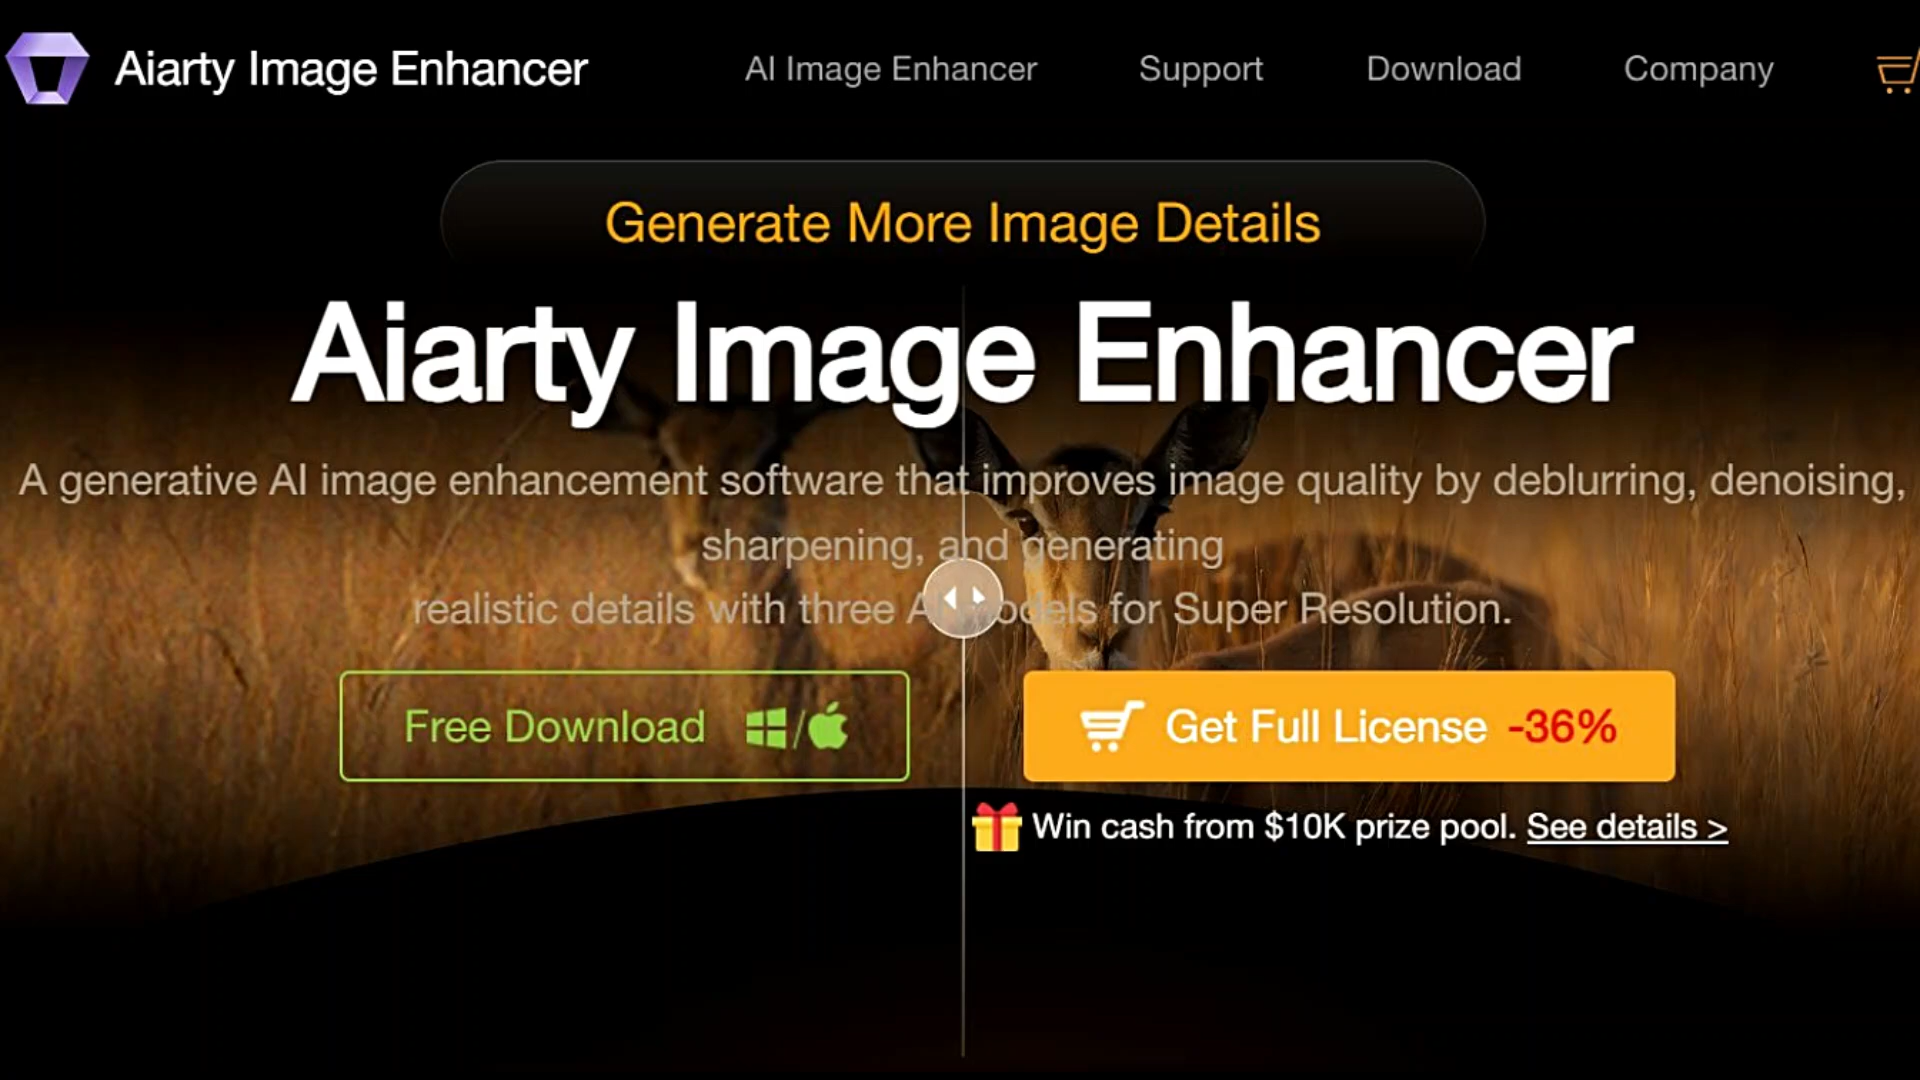 Aiarty Image Enhancer
AI Image Enhancer
Support
Download
Company
Generate More Image Details
Aiarty Image Enhancer
A generative AI image enhancement software that improves image quality by deblurring, denoising,
sharpening, and generating
realistic details with three AI models for Super Resolution.
Free Download /
Get Full License -36%
Win cash from $10K prize pool. See details >